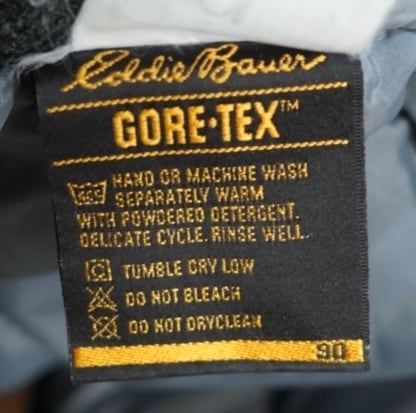 Eddie Bauer
GORE·TEX™
HAND OR MACHINE WASH
SEPARATELY WARM
WITH POWDERED DETERGENT.
DELICATE CYCLE. RINSE WELL.
TUMBLE DRY LOW
DO NOT BLEACH
DO NOT DRYCLEAN
90